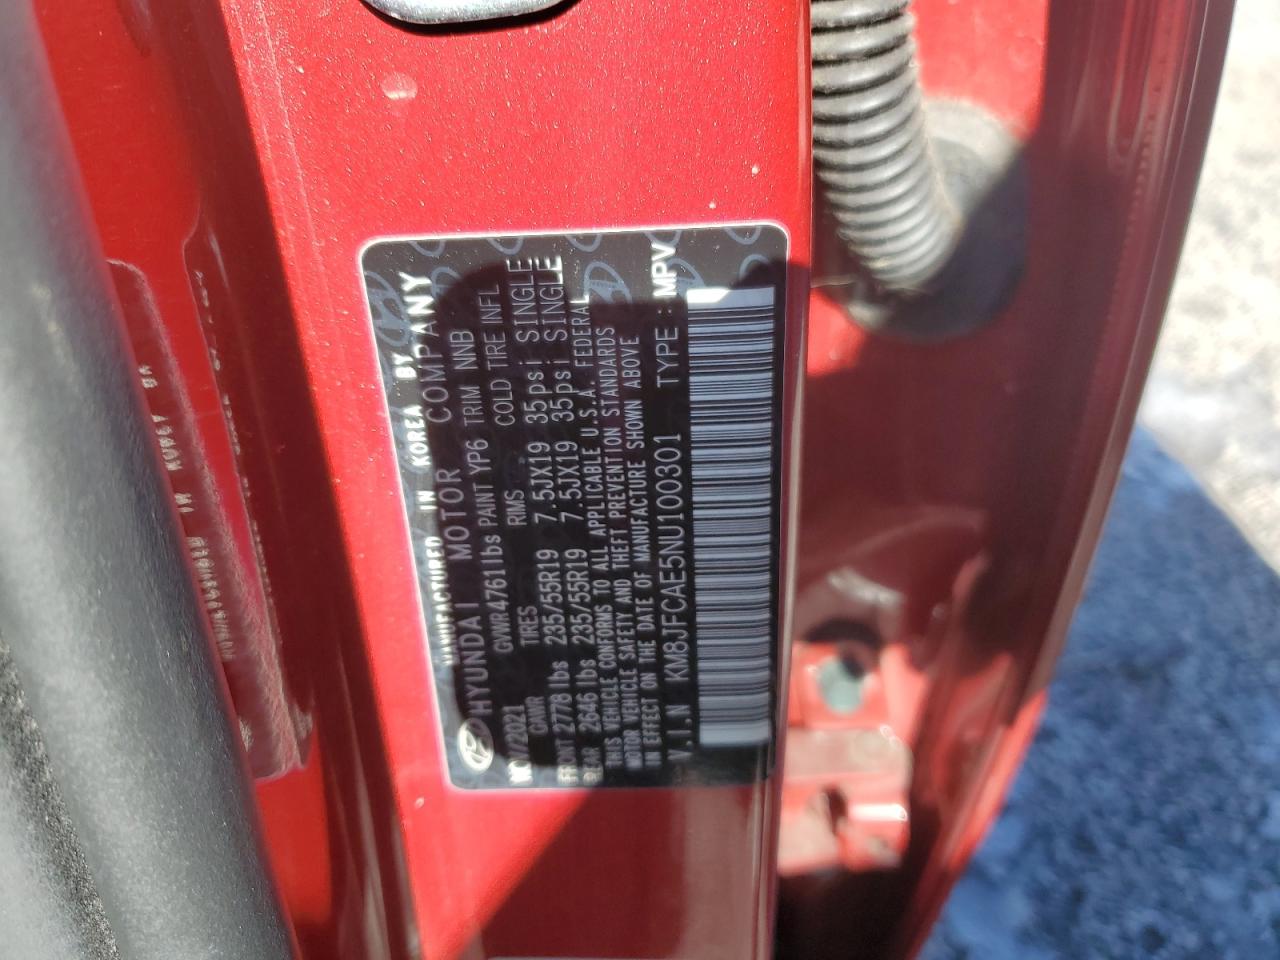 MANUFACTURED IN KOREA BY ANY
HYUNDAI MOTOR COMPANY
NOV/2021 GVWR4761lbs PAINT YP6 TRIM NNB
GAWR TIRES RIMS COLD TIRE INFL
FRONT 2778 lbs 235/55R19 7.5JX19 35psi SINGLE
REAR 2646 lbs 235/55R19 7.5JX19 35psi SINGLE
THIS VEHICLE CONFORMS TO ALL APPLICABLE U.S.A. FEDERAL
MOTOR VEHICLE SAFETY AND THEFT PREVENTION STANDARDS
IN EFFECT ON THE DATE OF MANUFACTURE SHOWN ABOVE
V.I.N KM8JFCAE5NU100301 TYPE : MPV